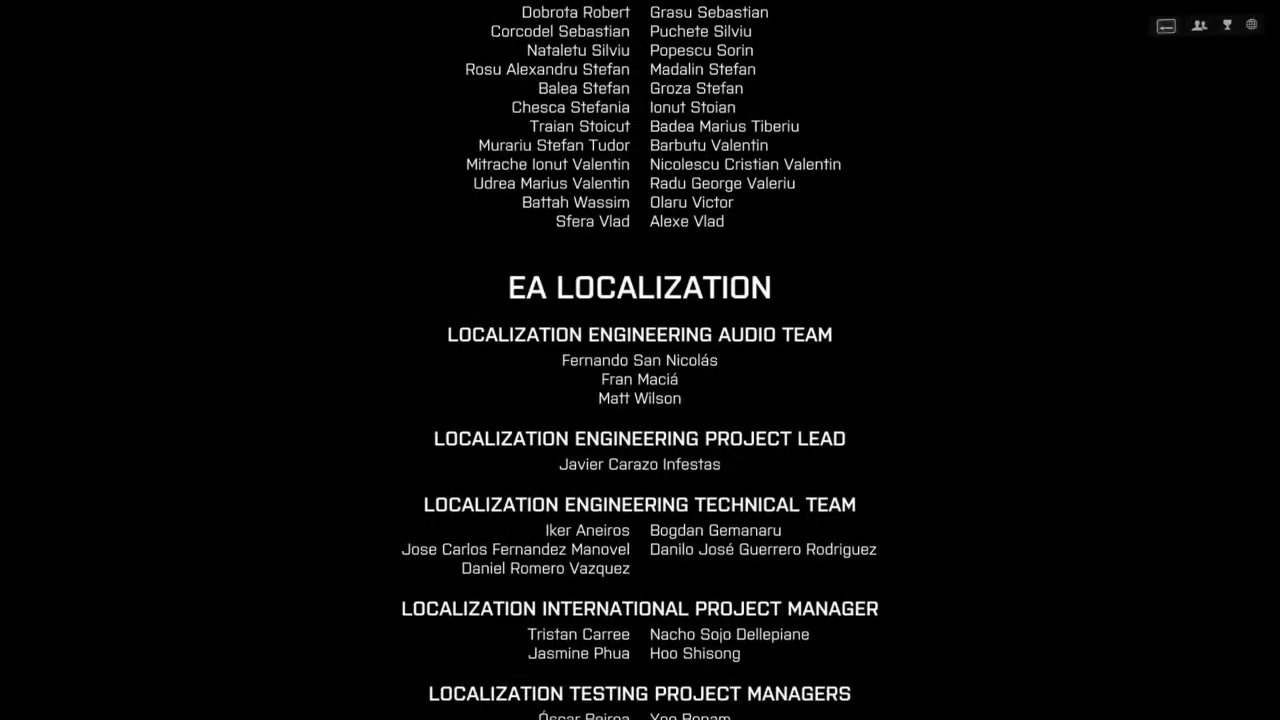 Dobrota Robert Grasu Sebastian
Corcodel Sebastian Puchete Silviu
Nataletu Silviu Popescu Sorin
Rosu Alexandru Stefan Madalin Stefan
Balea Stefan Groza Stefan
Chesca Stefania Ionut Stoian
Traian Stoicut Badea Marius Tiberiu
Murariu Stefan Tudor Barbutu Valentin
Mitrache Ionut Valentin Nicolescu Cristian Valentin
Udrea Marius Valentin Radu George Valeriu
Battah Wassim Olaru Victor
Sfera Vlad Alexe Vlad
EA LOCALIZATION
LOCALIZATION ENGINEERING AUDIO TEAM
Fernando San Nicolás
Fran Maciá
Matt Wilson
LOCALIZATION ENGINEERING PROJECT LEAD
Javier Carazo Infestas
LOCALIZATION ENGINEERING TECHNICAL TEAM
Iker Aneiros Bogdan Gemanaru
Jose Carlos Fernandez Manovel Danilo José Guerrero Rodriguez
Daniel Romero Vazquez
LOCALIZATION INTERNATIONAL PROJECT MANAGER
Tristan Carree Nacho Sojo Dellepiane
Jasmine Phua Hoo Shisong
LOCALIZATION TESTING PROJECT MANAGERS
Óscar